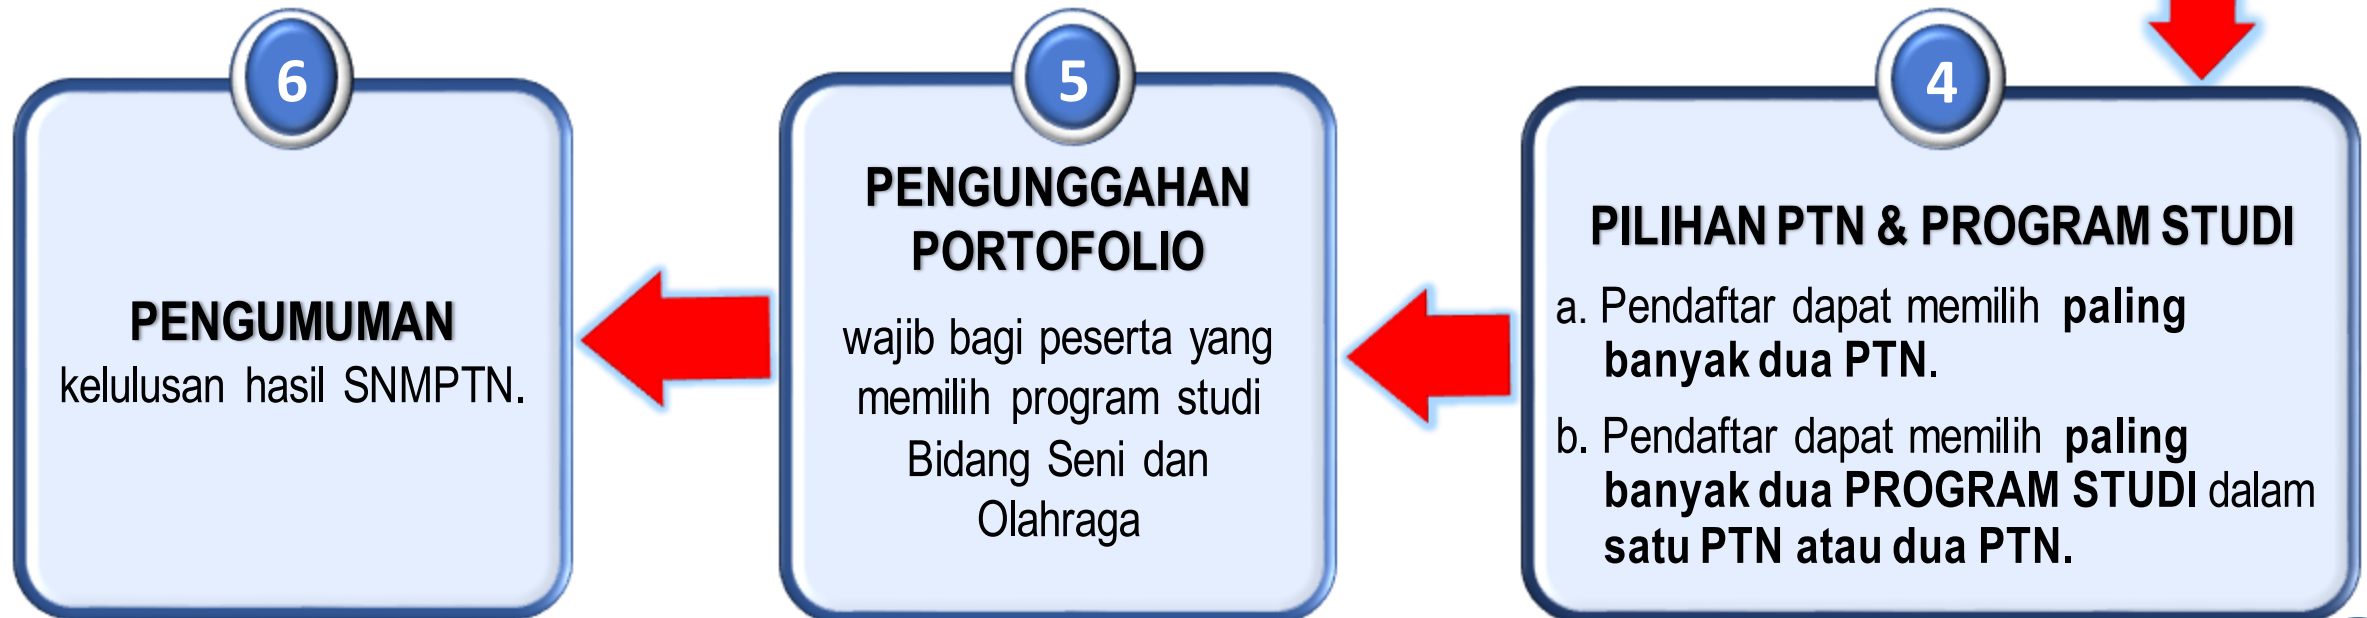 6
PENGUMUMAN
kelulusan hasil SNMPTN.
5
PENGUNGGAHAN
PORTOFOLIO
wajib bagi peserta yang
memilih program studi
Bidang Seni dan
Olahraga
4
PILIHAN PTN & PROGRAM STUDI
a. Pendaftar dapat memilih paling
banyak dua PTN.
b. Pendaftar dapat memilih paling
banyak dua PROGRAM STUDI dalam
satu PTN atau dua PTN.